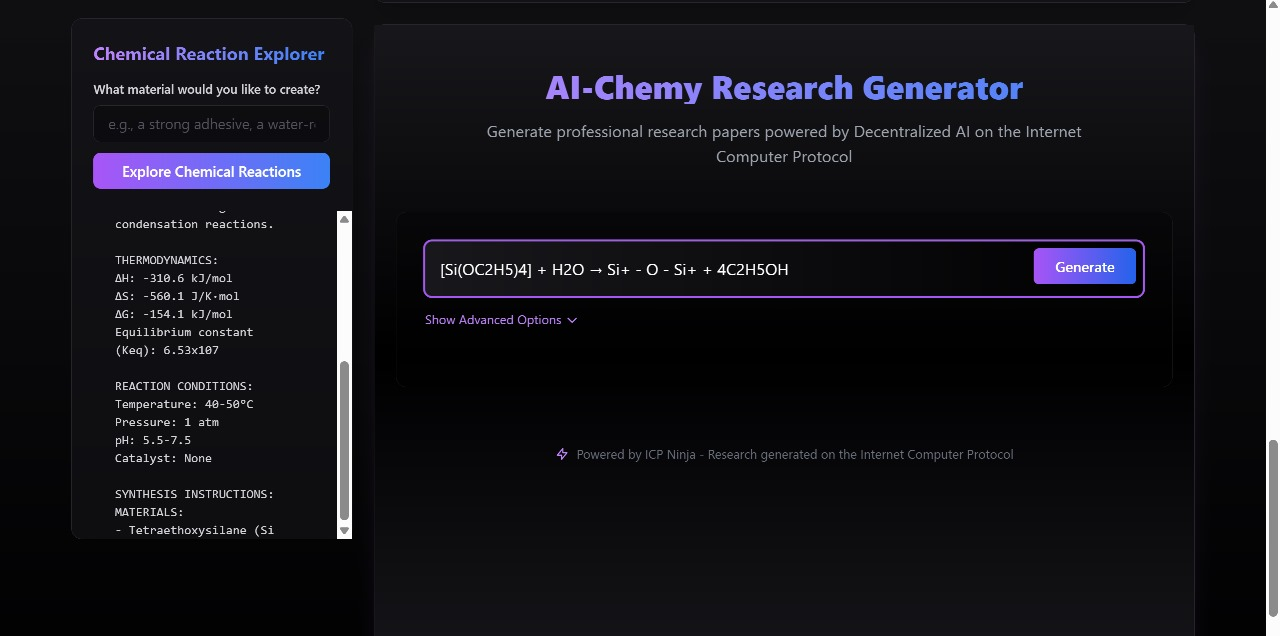 Chemical Reaction Explorer
What material would you like to create?
e.g., a strong adhesive, a water-r
Explore Chemical Reactions
condensation reactions.
THERMODYNAMICS:
ΔH: -310.6 kJ/mol
ΔS: -560.1 J/K·mol
ΔG: -154.1 kJ/mol
Equilibrium constant
(Keq): 6.53x107
REACTION CONDITIONS:
Temperature: 40-50°C
Pressure: 1 atm
pH: 5.5-7.5
Catalyst: None
SYNTHESIS INSTRUCTIONS:
MATERIALS:
- Tetraethoxysilane (Si
AI-Chemy Research Generator
Generate professional research papers powered by Decentralized AI on the Internet
Computer Protocol
[Si(OC2H5)4] + H2O → Si+ - O - Si+ + 4C2H5OH
Generate
Show Advanced Options
Powered by ICP Ninja - Research generated on the Internet Computer Protocol